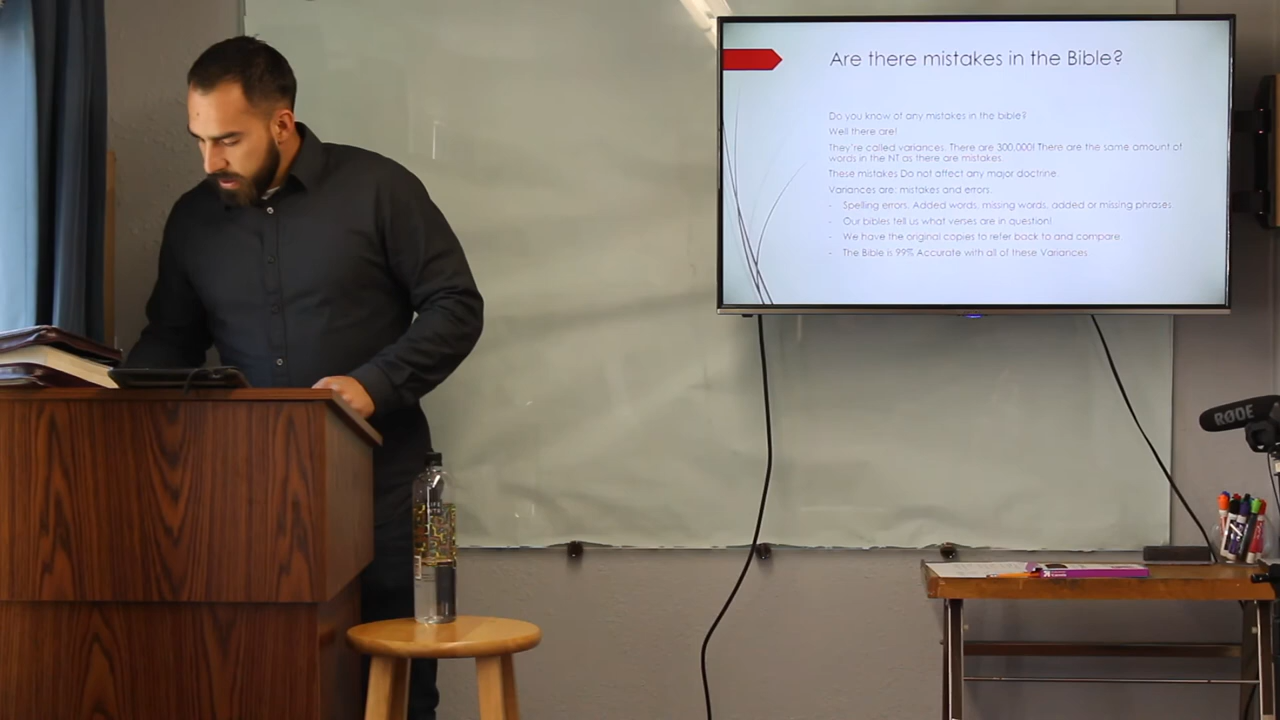 Are there mistakes in the Bible?
Do you know of any mistakes in the bible?
Well there are!
They're called variances. There are 300,000! There are the same amount of
words in the NT as there are mistakes.
These mistakes Do not affect any major doctrine.
Variances are: mistakes and errors.
- Spelling errors, Added words, missing words, added or missing phrases.
- Our bibles tell us what verses are in question!
- We have the original copies to refer back to and compare
- The Bible is 99% Accurate with all of these Variances
RØDE